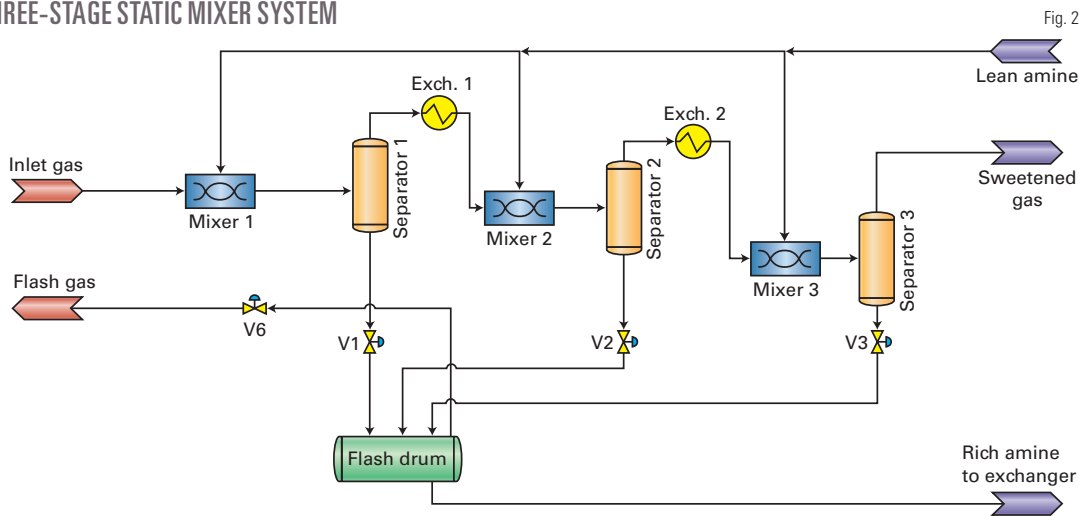 HREE-STAGE STATIC MIXER SYSTEM
Fig. 2
Lean amine
Exch. 1
Exch. 2
Inlet gas
Mixer 1
Separator 1
Mixer 2
Separator 2
Mixer 3
Separator 3
Sweetened
gas
Flash gas
V6
V1
V2
V3
Flash drum
Rich amine
to exchanger